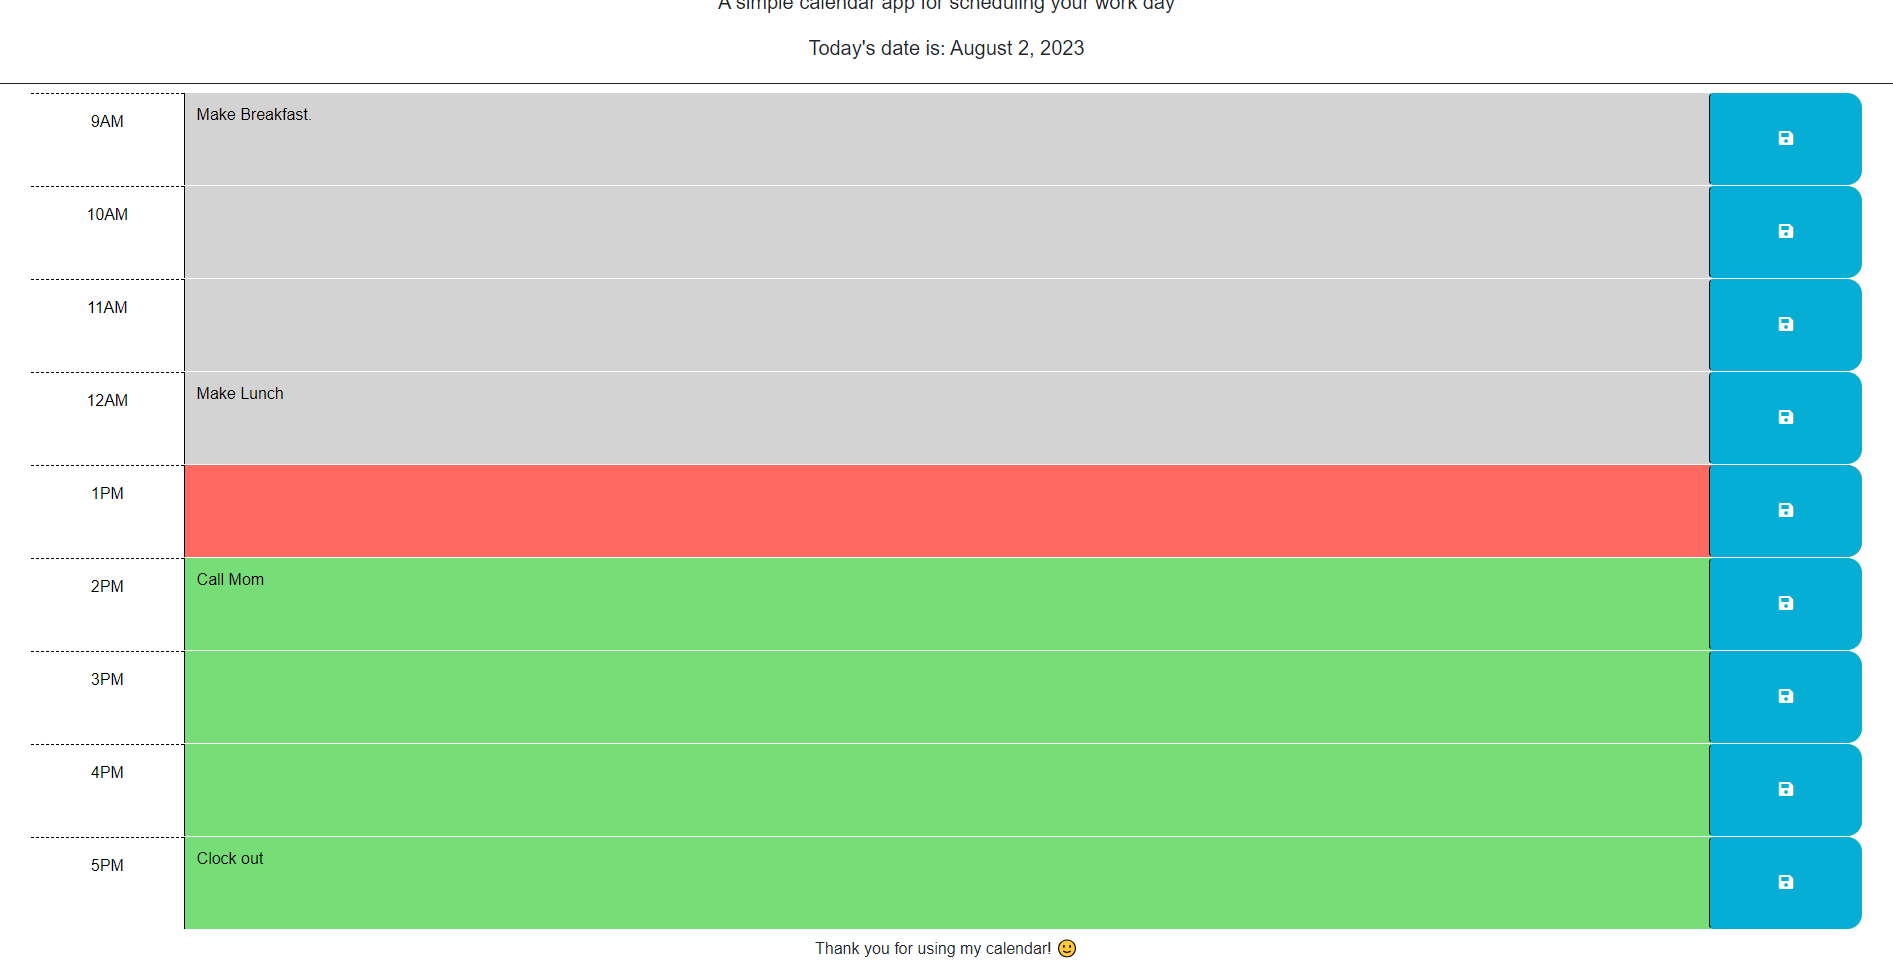 A simple calendar app for scheduling your work day
Today's date is: August 2, 2023
9AM
Make Breakfast.
10AM
11AM
12AM
Make Lunch
1PM
2PM
Call Mom
3PM
4PM
5PM
Clock out
Thank you for using my calendar! 🙂